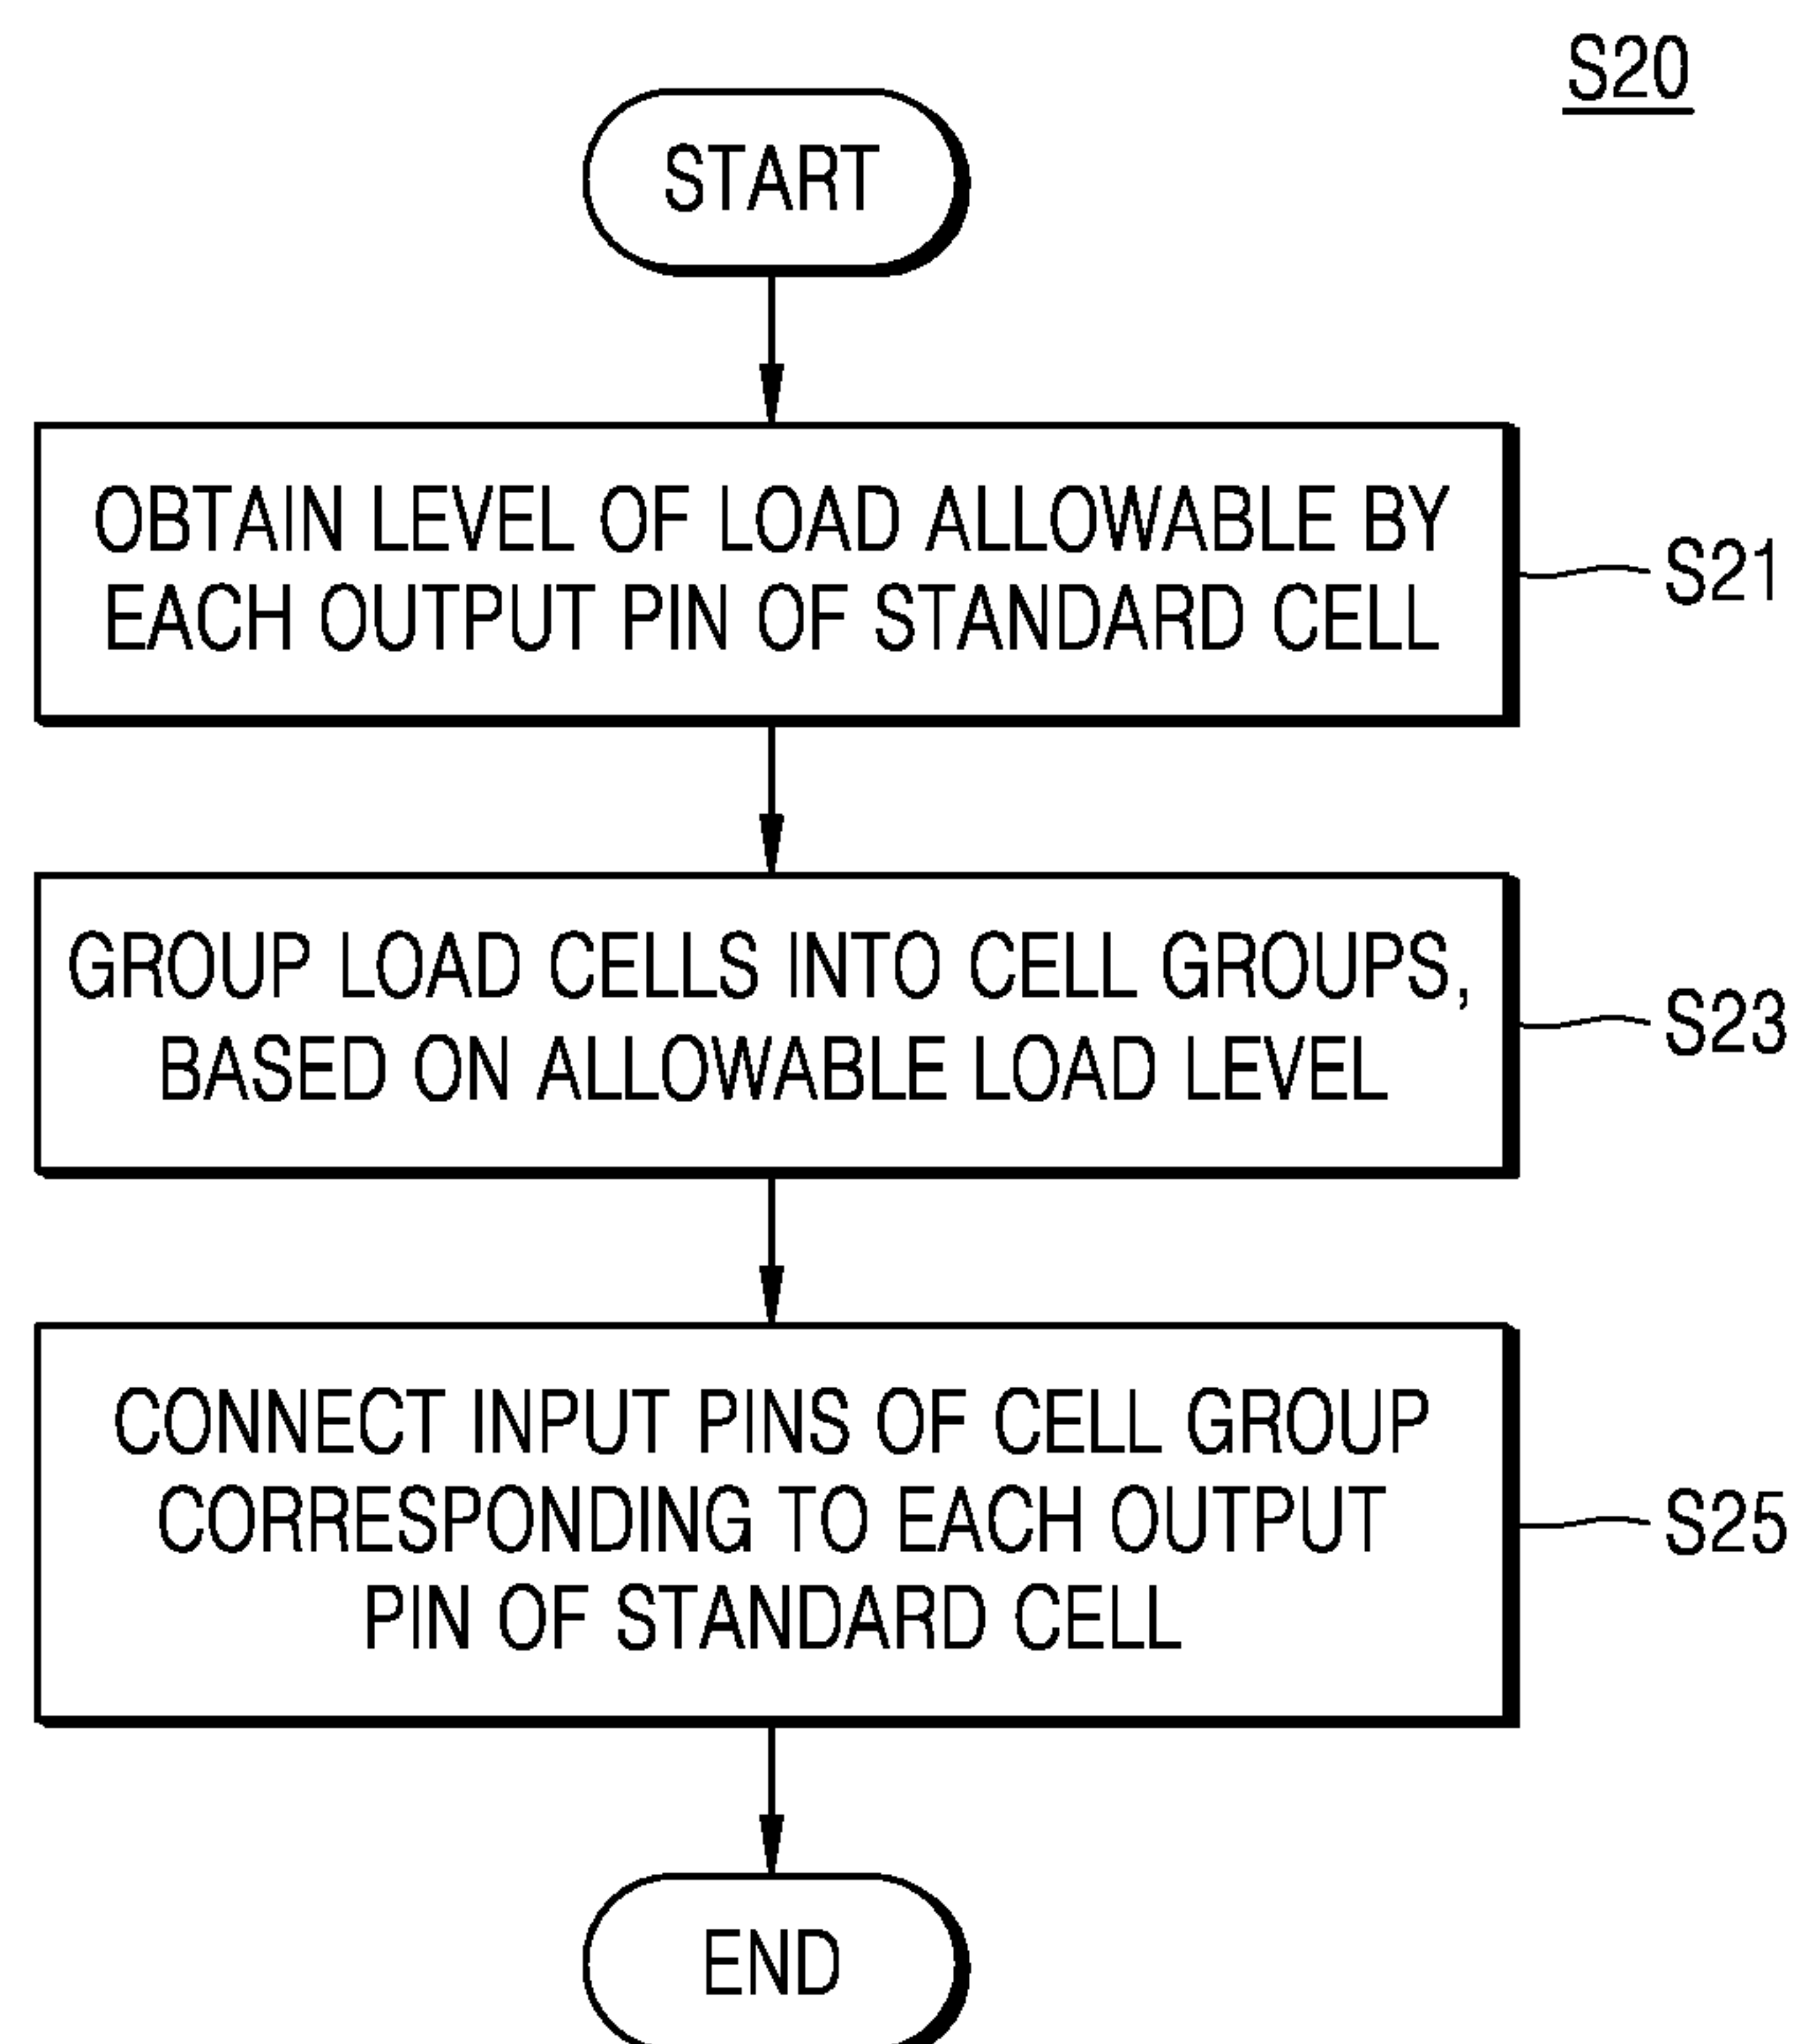 S20
START
OBTAIN LEVEL OF LOAD ALLOWABLE BY
EACH OUTPUT PIN OF STANDARD CELL
S21
GROUP LOAD CELLS INTO CELL GROUPS,
BASED ON ALLOWABLE LOAD LEVEL
S23
CONNECT INPUT PINS OF CELL GROUP
CORRESPONDING TO EACH OUTPUT
PIN OF STANDARD CELL
S25
END